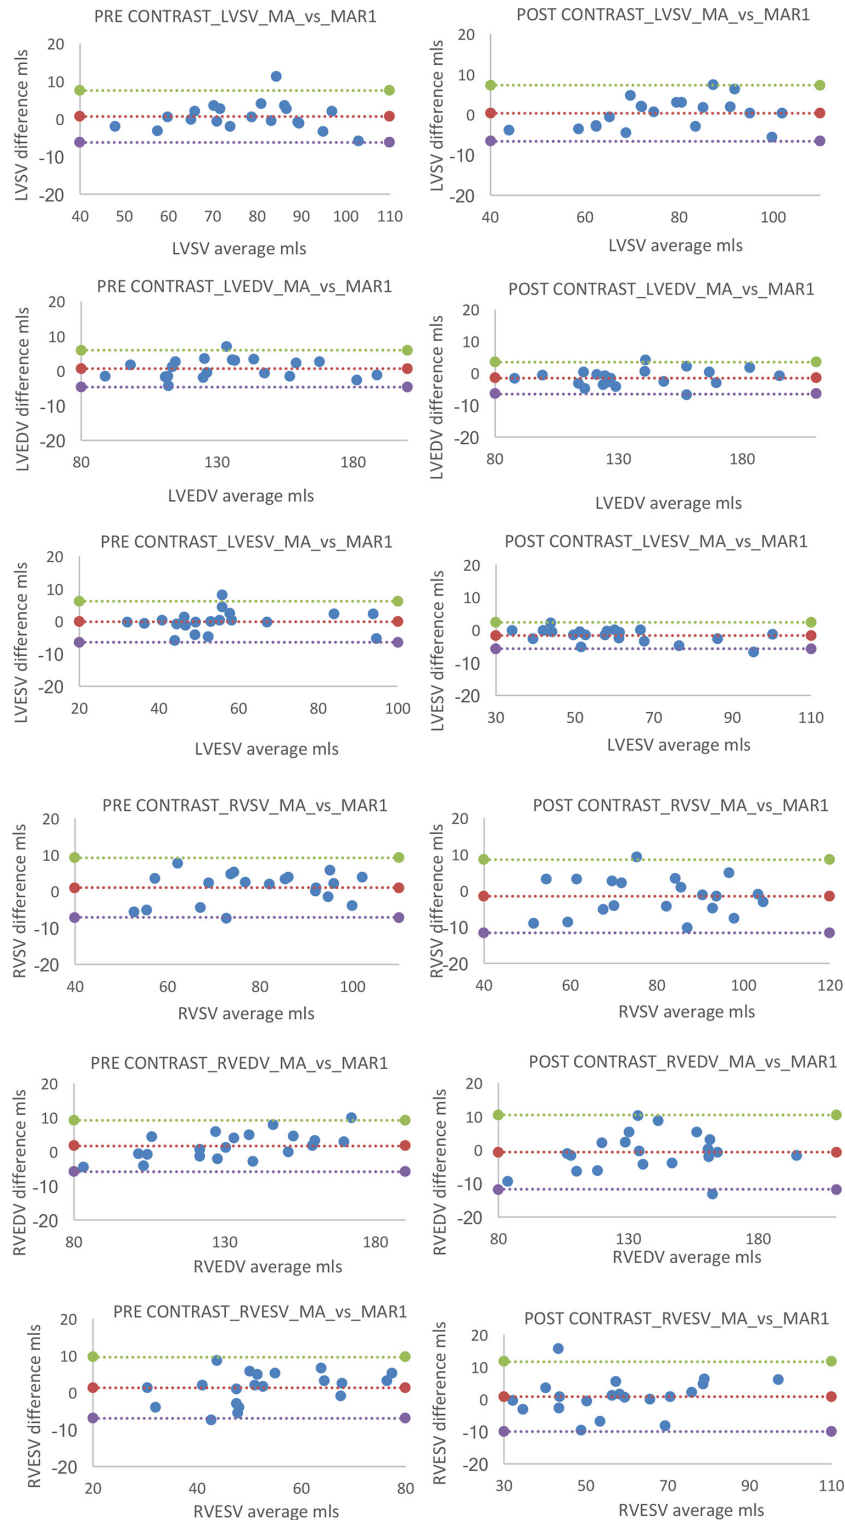 PRE CONTRAST_LVSV_MA_vs_MAR1
LVSV difference mls
20
10
0
-10
-20
40 50 60 70 80 90 100 110
LVSV average mls
POST CONTRAST_LVSV_MA_vs_MAR1
LVSV difference mls
20
10
0
-10
-20
40 60 80 100
LVSV average mls
PRE CONTRAST_LVEDV_MA_vs_MAR1
LVEDV difference mls
20
10
0
-10
-20
80 130 180
LVEDV average mls
POST CONTRAST_LVEDV_MA_vs_MAR1
LVEDV difference mls
20
10
0
-10
-20
80 130 180
LVEDV average mls
PRE CONTRAST_LVESV_MA_vs_MAR1
LVESV difference mls
20
10
0
-10
-20
20 40 60 80 100
LVESV average mls
POST CONTRAST_LVESV_MA_vs_MAR1
LVESV difference mls
20
10
0
-10
-20
30 50 70 90 110
LVESV average mls
PRE CONTRAST_RVSV_MA_vs_MAR1
RVSV difference mls
20
10
0
-10
-20
40 60 80 100
RVSV average mls
POST CONTRAST_RVSV_MA_vs_MAR1
RVSV difference mls
20
10
0
-10
-20
40 60 80 100 120
RVSV average mls
PRE CONTRAST_RVEDV_MA_vs_MAR1
RVEDV difference mls
20
10
0
-10
-20
80 130 180
RVEDV average mls
POST CONTRAST_RVEDV_MA_vs_MAR1
RVEDV difference mls
20
10
0
-10
-20
80 130 180
RVEDV average mls
PRE CONTRAST_RVESV_MA_vs_MAR1
RVESV difference mls
20
10
0
-10
-20
20 40 60 80
RVESV average mls
POST CONTRAST_RVESV_MA_vs_MAR1
RVESV difference mls
20
10
0
-10
-20
30 50 70 90 110
RVESV average mls